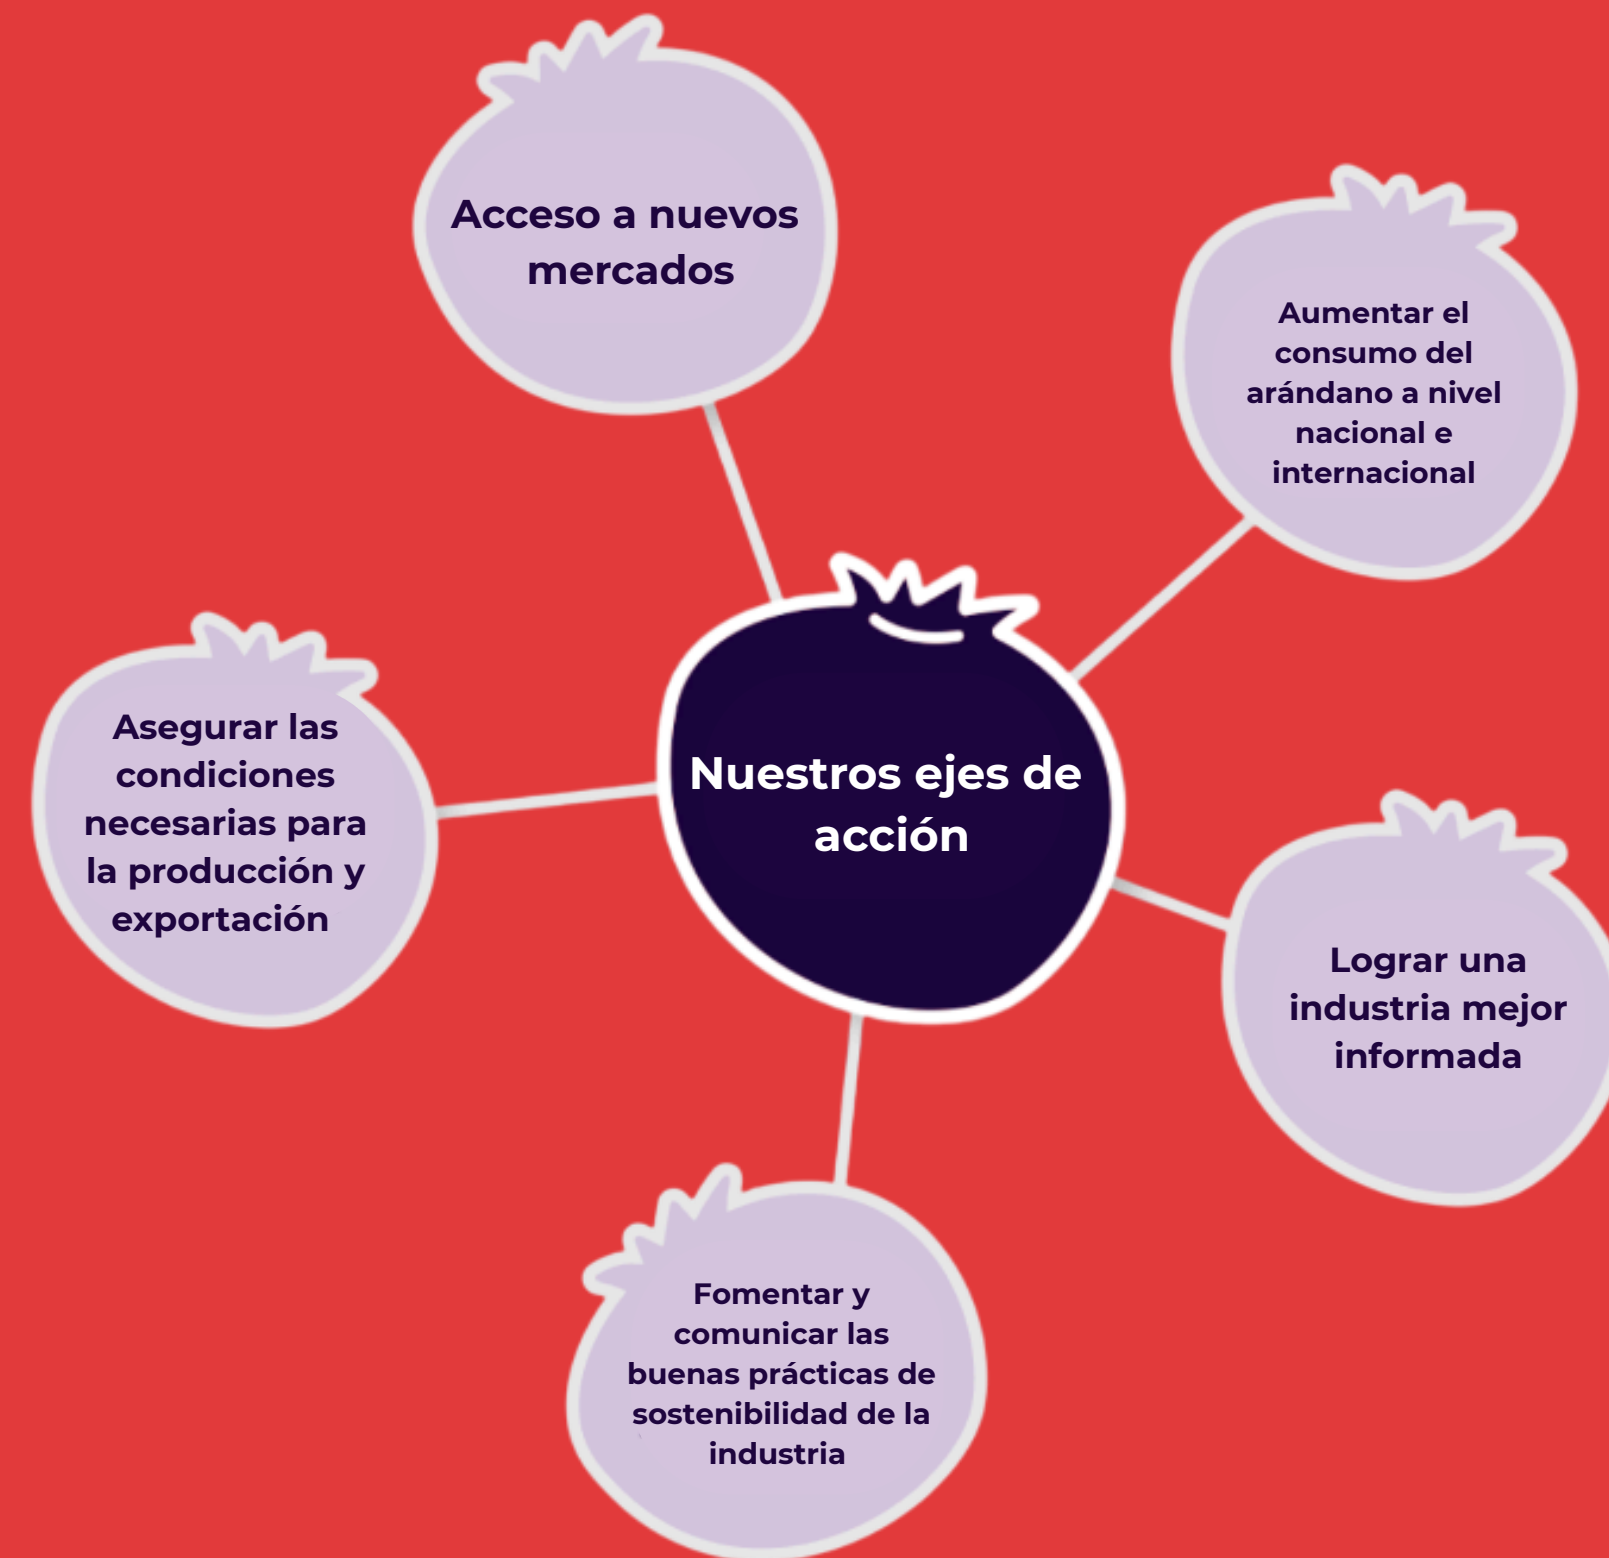 Acceso a nuevos
mercados
Aumentar el
consumo del
arándano a nivel
nacional e
internacional
Asegurar las
condiciones
necesarias para
la producción y
exportación
Nuestros ejes de
acción
Lograr una
industria mejor
informada
Fomentar y
comunicar las
buenas prácticas de
sostenibilidad de la
industria